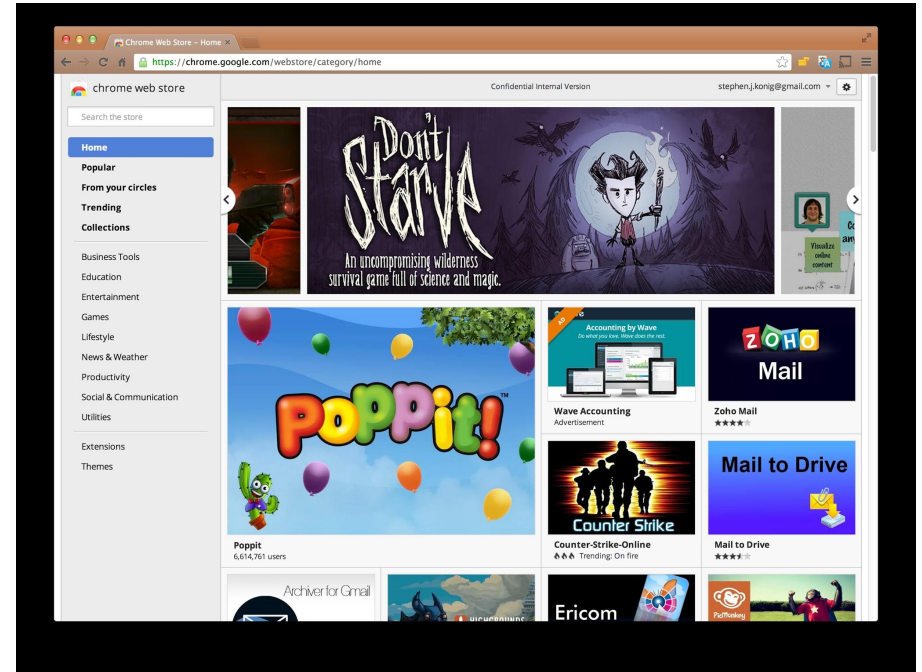 Chrome Web Store - Home
https://chrome.google.com/webstore/category/home
chrome web store
Confidential Internal Version
stephen.j.konig@gmail.com
Search the store
Home
Popular
From your circles
Trending
Collections
Business Tools
Education
Entertainment
Games
Lifestyle
News & Weather
Productivity
Social & Communication
Utilities
Extensions
Themes
Don't
Starve
An uncompromising wilderness
survival game full of science and magic.
Visualize
online
content
POPPit!™
Poppit
6,614,761 users
AD
Accounting by Wave
Do what you love. Wave does the rest.
Wave Accounting
Advertisement
ZOHO
Mail
Zoho Mail
Counter Strike
Counter-Strike-Online
Trending: On fire
Mail to Drive
Mail to Drive
Archiver for Gmail
HIGHGROUNDS
Ericom
PicMonkey